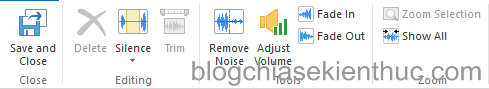 Save and Close
Delete
Silence
Trim
Remove Noise
Adjust Volume
Fade In
Fade Out
Zoom Selection
Show All
Close
Editing
Tools
Zoom
blogchiasekienthuc.com